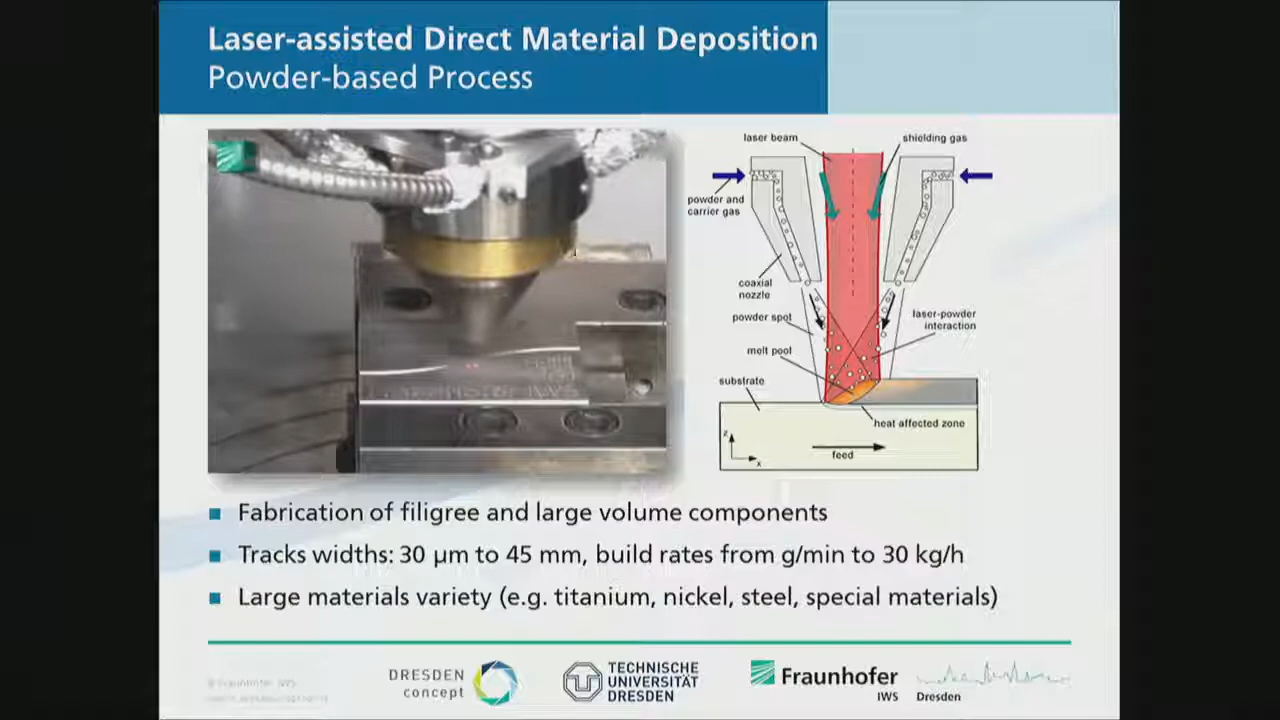 Laser-assisted Direct Material Deposition
Powder-based Process
laser beam
shielding gas
powder and
carrier gas
coaxial
nozzle
powder spot
laser-powder
interaction
melt pool
substrate
heat affected zone
z
x
feed
Fabrication of filigree and large volume components
Tracks widths: 30 µm to 45 mm, build rates from g/min to 30 kg/h
Large materials variety (e.g. titanium, nickel, steel, special materials)
© Fraunhofer IWS
DRESDEN
concept
TECHNISCHE
UNIVERSITÄT
DRESDEN
Fraunhofer
IWS
Dresden